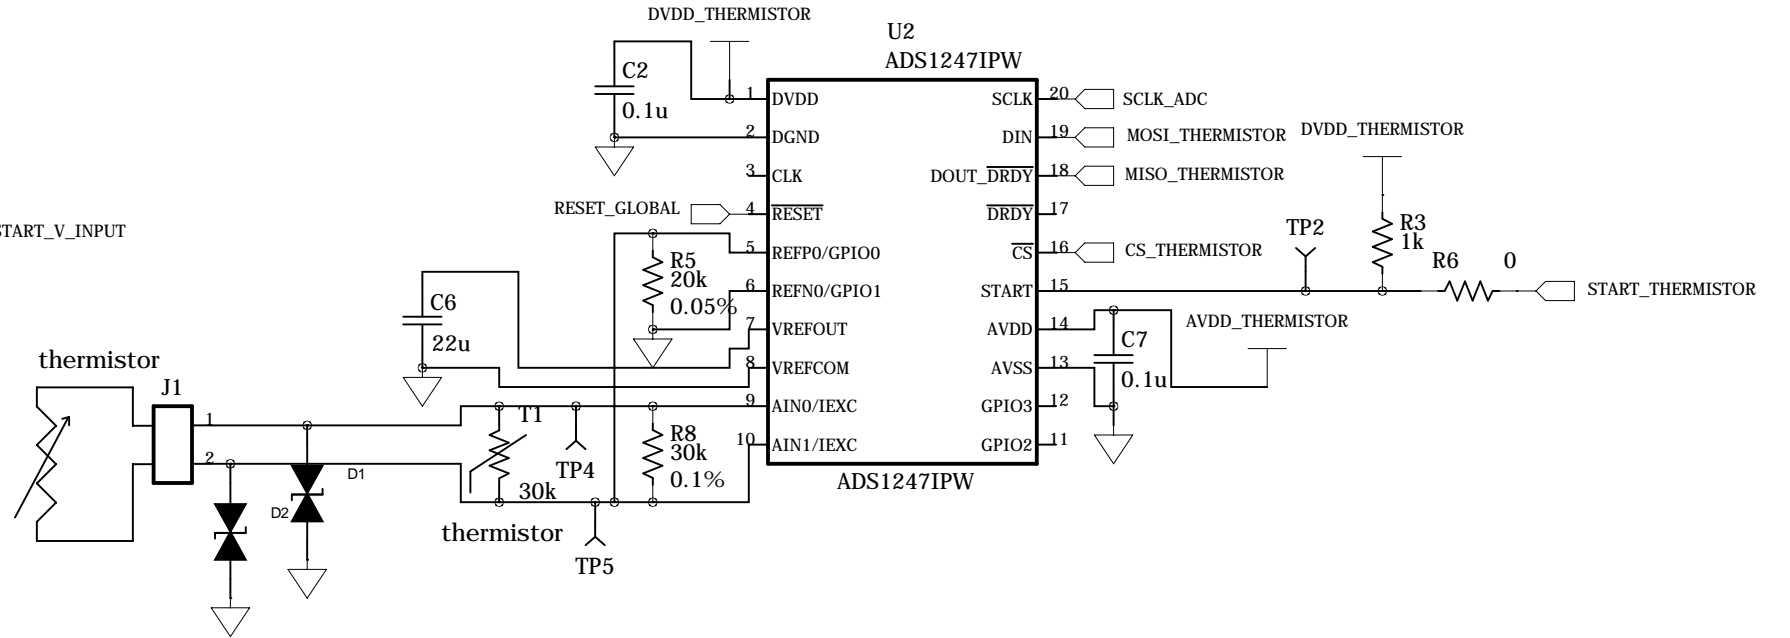 DVDD_THERMISTOR
U2
ADS1247IPW
C2
0.1u
1 DVDD
SCLK 20 SCLK_ADC
2 DGND
DIN 19 MOSI_THERMISTOR
DVDD_THERMISTOR
3 CLK
DOUT_DRDY 18 MISO_THERMISTOR
RESET_GLOBAL 4 RESET
DRDY 17
START_V_INPUT
TP2
R3
1k
5 REFP0/GPIO0
CS 16 CS_THERMISTOR
R5
20k
0.05%
R6 0
6 REFN0/GPIO1
START 15
START_THERMISTOR
C6
22u
7 VREFOUT
AVDD 14
AVDD_THERMISTOR
C7
0.1u
8 VREFCOM
AVSS 13
thermistor
J1
1
2
9 AIN0/IEXC
GPIO3 12
T1
30k
thermistor
TP4
R8
30k
0.1%
10 AIN1/IEXC
GPIO2 11
ADS1247IPW
D1
D2
TP5